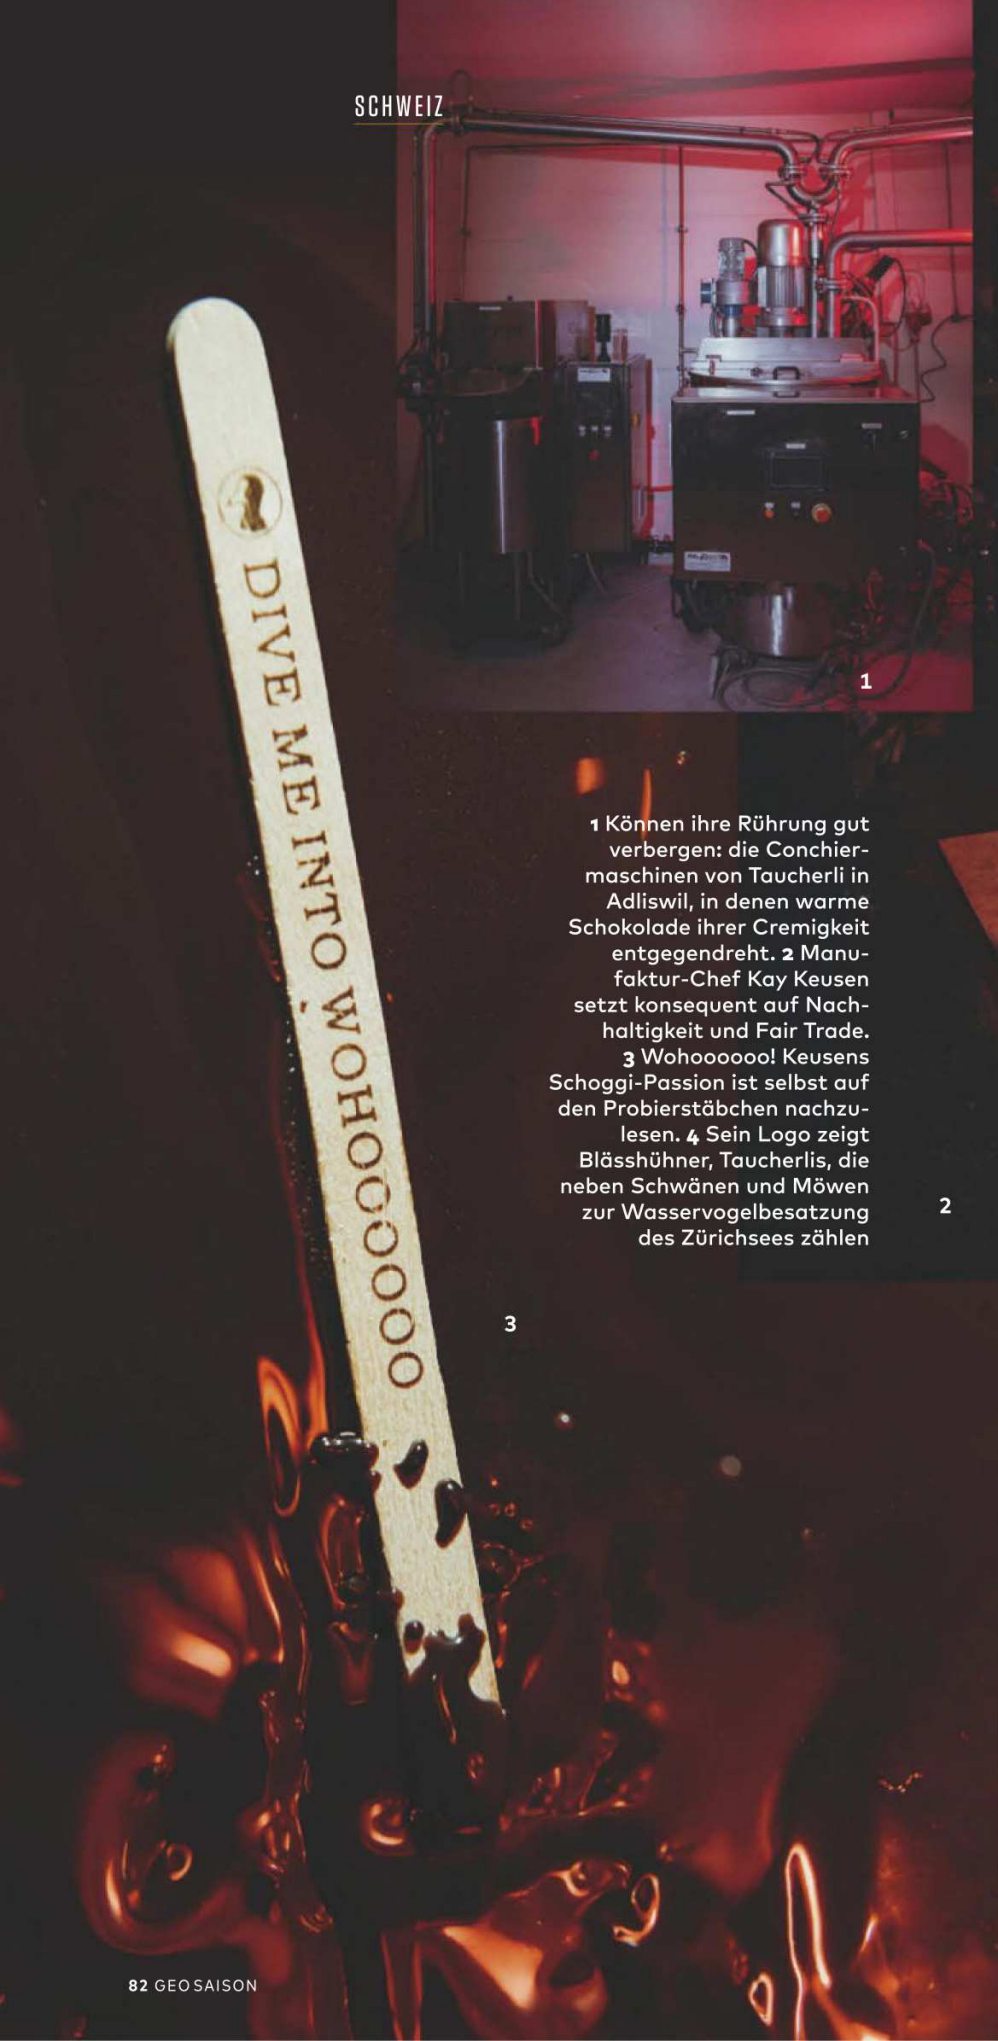 SCHWEIZ
DIVE ME INTO WOHOOOOOOO
1
1 Können ihre Rührung gut
verbergen: die Conchier-
maschinen von Taucherli in
Adliswil, in denen warme
Schokolade ihrer Cremigkeit
entgegendreht. 2 Manu-
faktur-Chef Kay Keusen
setzt konsequent auf Nach-
haltigkeit und Fair Trade.
3 Wohoooooo! Keusens
Schoggi-Passion ist selbst auf
den Probierstäbchen nachzu-
lesen. 4 Sein Logo zeigt
Blässhühner, Taucherlis, die
neben Schwänen und Möwen
zur Wasservogelbesatzung
des Zürichsees zählen
2
3
82 GEO SAISON